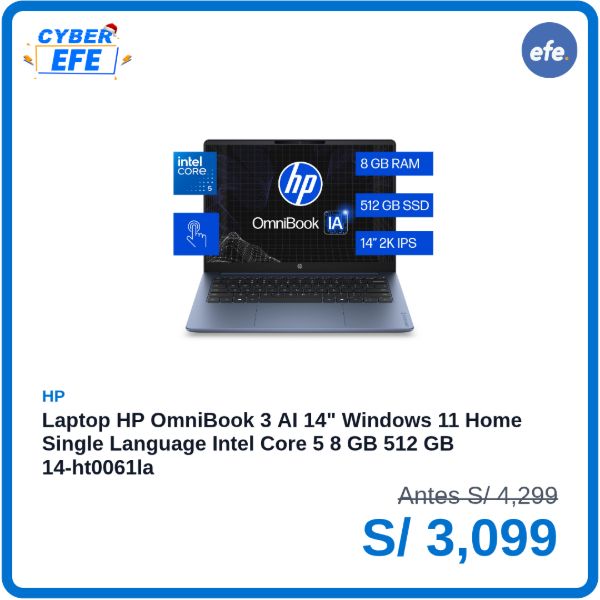 CYBER
EFE
efe.
intel
CORE
5
hp
OmniBook IA
8 GB RAM
512 GB SSD
14" 2K IPS
HP
Laptop HP OmniBook 3 AI 14" Windows 11 Home
Single Language Intel Core 5 8 GB 512 GB
14-ht0061la
Antes S/ 4,299
S/ 3,099